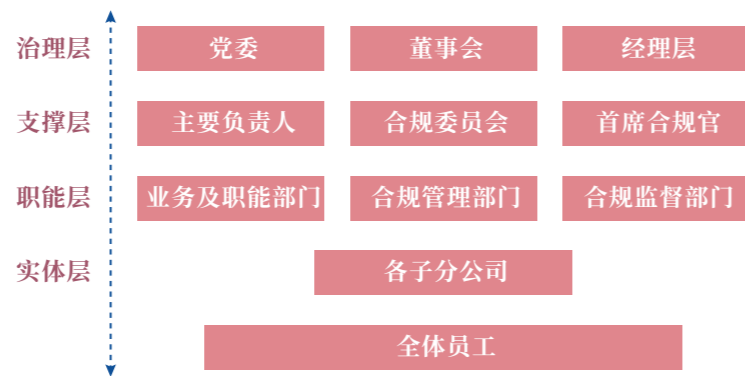 治理层 党委 董事会 经理层
支撑层 主要负责人 合规委员会 首席合规官
职能层 业务及职能部门 合规管理部门 合规监督部门
实体层 各子分公司
全体员工